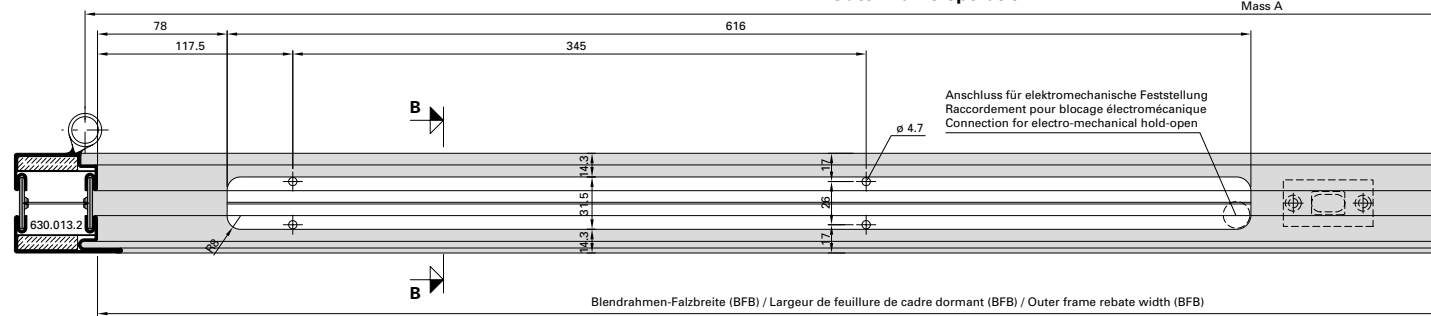 Mass A
78
616
117.5
345
Anschluss für elektromechanische Feststellung
Raccordement pour blocage électromécanique
Connection for electro-mechanical hold-open
B
ø 4.7
14.3
17
31.5
26
630.013.2
R8
14.3
17
B
Blendrahmen-Falzbreite (BFB) / Largeur de feuillure de cadre dormant (BFB) / Outer frame rebate width (BFB)